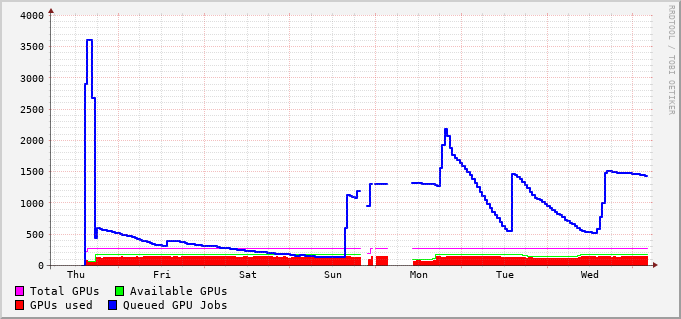 4000
3500
3000
2500
2000
1500
1000
500
0
Thu Fri Sat Sun Mon Tue Wed
Total GPUs Available GPUs
GPUs used Queued GPU Jobs
RRDTOOL / TOBI OETIKER